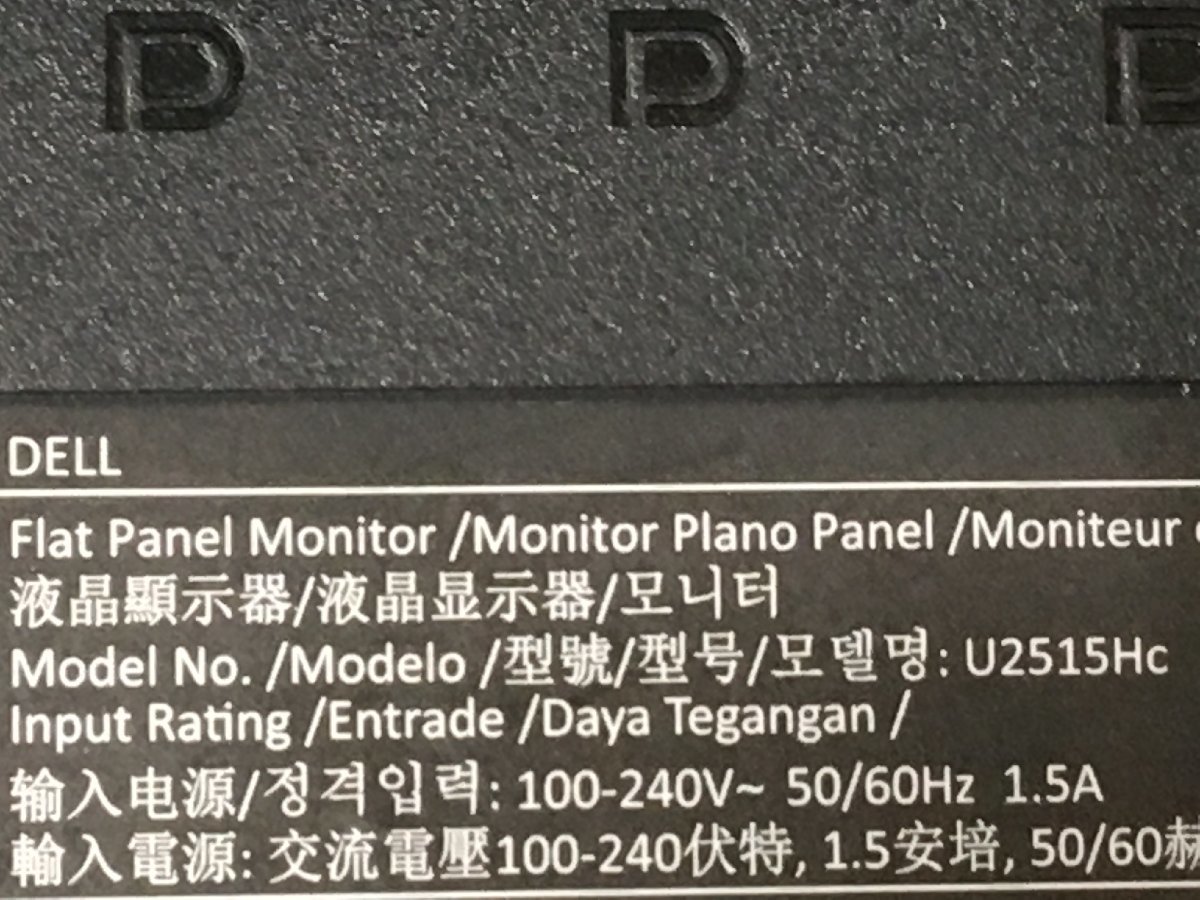 DELL
Flat Panel Monitor /Monitor Plano Panel /Moniteur
液晶顯示器/液晶显示器/모니터
Model No. /Modelo /型號/型号/모델명: U2515Hc
Input Rating /Entrade /Daya Tegangan /
输入电源/정격입력: 100-240V~ 50/60Hz 1.5A
輸入電源: 交流電壓100-240伏特, 1.5安培, 50/60赫